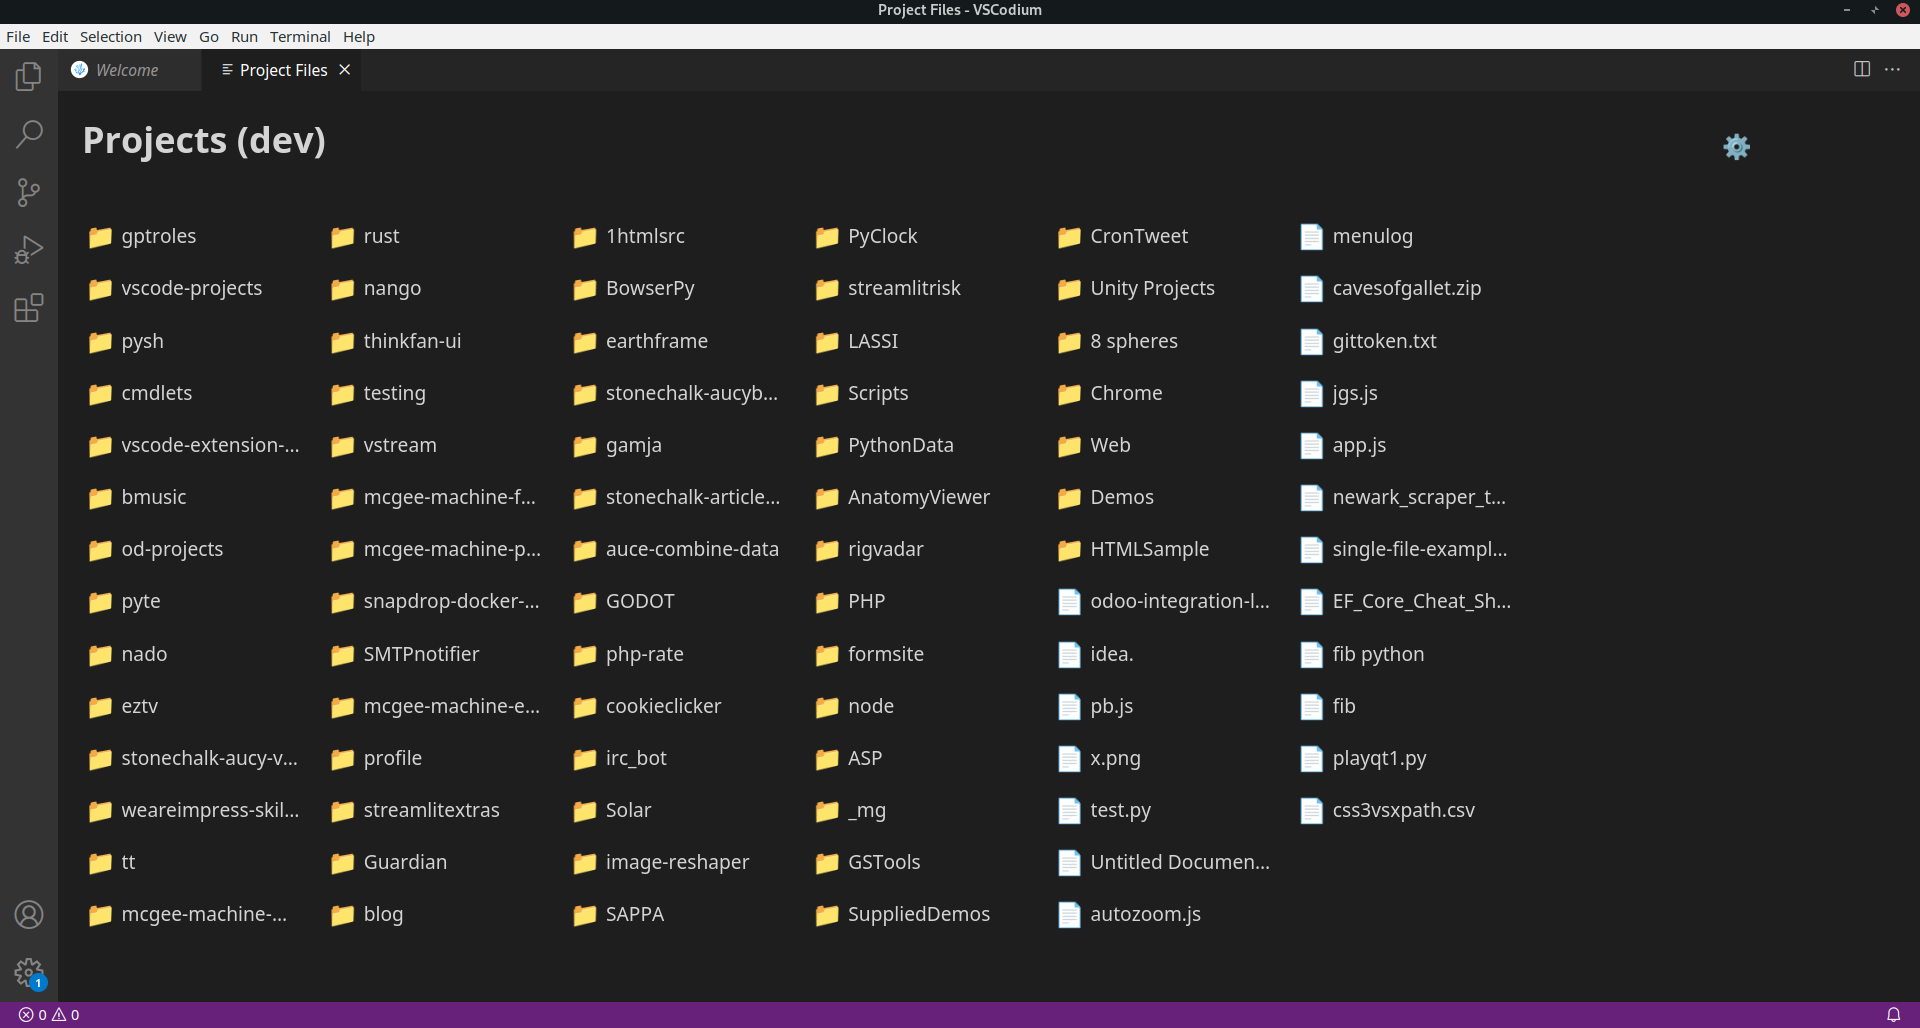 Project Files - VSCodium
File Edit Selection View Go Run Terminal Help
Welcome
Project Files
Projects (dev)
gptroles
vscode-projects
pysh
cmdlets
vscode-extension-...
bmusic
od-projects
pyte
nado
eztv
stonechalk-aucy-v...
weareimpress-skil...
tt
mcgee-machine-...
rust
nango
thinkfan-ui
testing
vstream
mcgee-machine-f...
mcgee-machine-p...
snapdrop-docker-...
SMTPnotifier
mcgee-machine-e...
profile
streamlitextras
Guardian
blog
1htmlsrc
BowserPy
earthframe
stonechalk-aucyb...
gamja
stonechalk-article...
auce-combine-data
GODOT
php-rate
cookieclicker
irc_bot
Solar
image-reshaper
SAPPA
PyClock
streamlitrisk
LASSI
Scripts
PythonData
AnatomyViewer
rigvadar
PHP
formsite
node
ASP
_mg
GSTools
SuppliedDemos
CronTweet
Unity Projects
8 spheres
Chrome
Web
Demos
HTMLSample
odoo-integration-l...
idea.
pb.js
x.png
test.py
Untitled Documen...
autozoom.js
menulog
cavesofgallet.zip
gittoken.txt
jgs.js
app.js
newark_scraper_t...
single-file-exampl...
EF_Core_Cheat_Sh...
fib python
fib
playqt1.py
css3vsxpath.csv
1
0 0